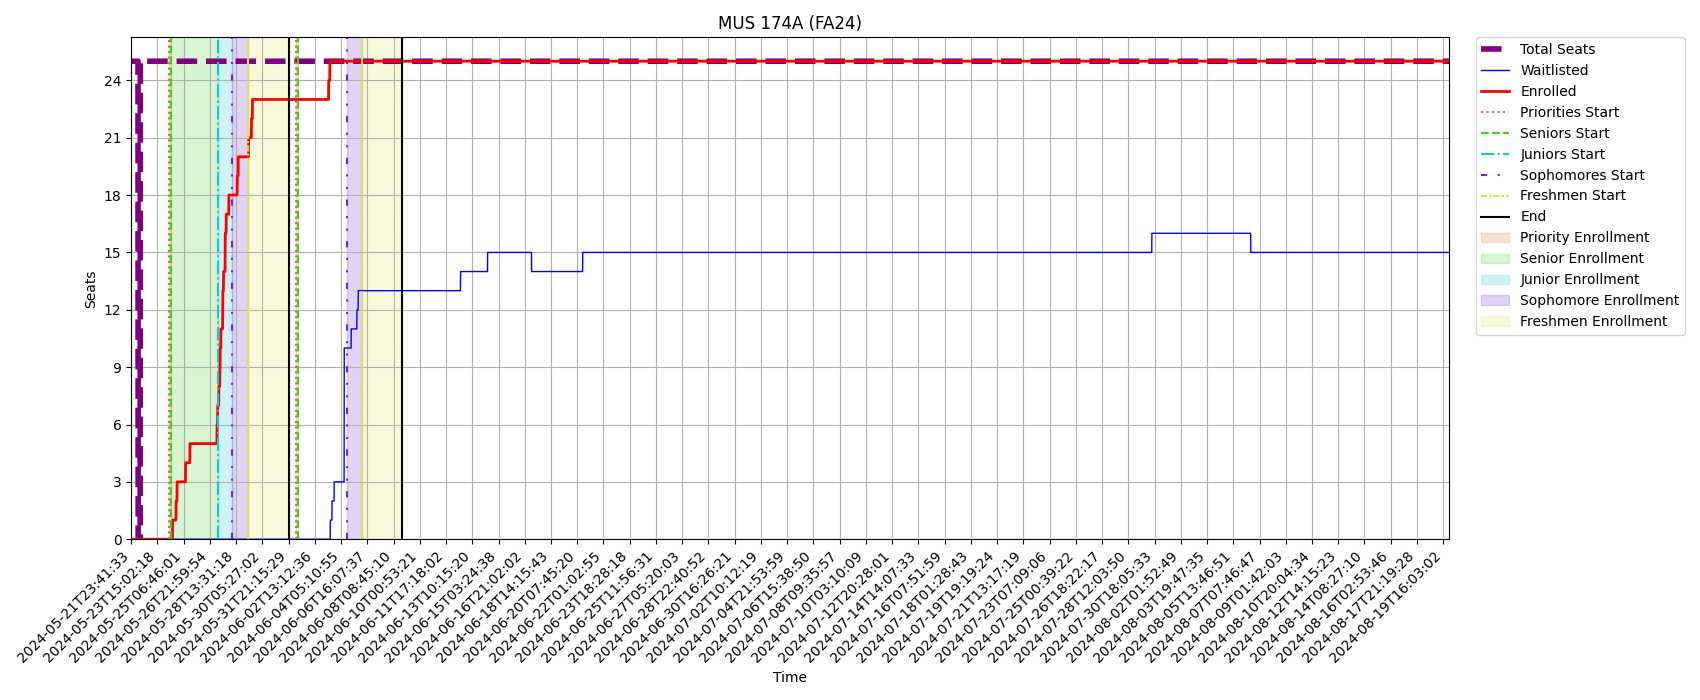 MUS 174A (FA24)
Total Seats
Waitlisted
Enrolled
Priorities Start
Seniors Start
Juniors Start
Sophomores Start
Freshmen Start
End
Priority Enrollment
Senior Enrollment
Junior Enrollment
Sophomore Enrollment
Freshmen Enrollment
Seats
24
21
18
15
12
9
6
3
0
2024-05-21T23:41:33
2024-05-23T15:02:18
2024-05-25T06:46:01
2024-05-26T21:59:54
2024-05-28T13:31:18
2024-05-30T05:27:02
2024-05-31T21:15:29
2024-06-02T13:12:36
2024-06-04T05:10:55
2024-06-06T16:07:37
2024-06-08T08:45:10
2024-06-10T00:53:21
2024-06-11T17:18:02
2024-06-13T10:15:20
2024-06-15T03:24:38
2024-06-16T21:02:02
2024-06-18T14:15:43
2024-06-20T07:45:20
2024-06-22T01:02:55
2024-06-23T18:28:18
2024-06-25T11:56:31
2024-06-27T05:20:03
2024-06-28T22:40:52
2024-06-30T16:26:21
2024-07-02T10:12:19
2024-07-04T21:53:59
2024-07-06T15:38:50
2024-07-08T09:35:57
2024-07-10T03:10:09
2024-07-12T20:28:01
2024-07-14T14:07:33
2024-07-16T07:51:59
2024-07-18T01:28:43
2024-07-19T19:19:24
2024-07-21T13:17:19
2024-07-23T07:09:06
2024-07-25T00:39:22
2024-07-26T18:22:17
2024-07-28T12:03:50
2024-07-30T18:05:33
2024-08-02T01:52:49
2024-08-03T19:47:35
2024-08-05T13:46:51
2024-08-07T07:46:47
2024-08-09T01:42:03
2024-08-10T20:04:34
2024-08-12T14:15:23
2024-08-14T08:27:10
2024-08-16T02:53:46
2024-08-17T21:19:28
2024-08-19T16:03:02
Time